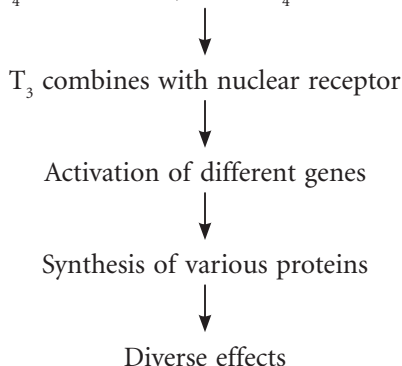 T₃ combines with nuclear receptor
Activation of different genes
Synthesis of various proteins
Diverse effects